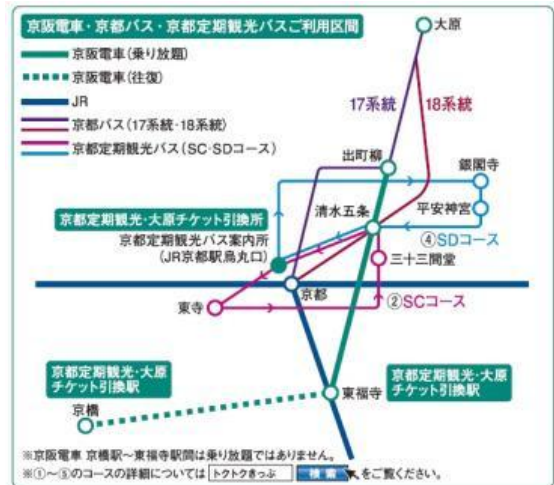 京阪電車・京都バス・京都定期観光バスご利用区間
京阪電車(乗り放題)
京阪電車(往復)
JR
京都バス(17系統・18系統)
京都定期観光バス(SC・SDコース)
大原
17系統
18系統
出町柳
銀閣寺
平安神宮
清水五条
④SDコース
京都定期観光・大原チケット引換所
京都定期観光バス案内所
(JR京都駅烏丸口)
三十三間堂
京都
東寺
②SCコース
京都定期観光・大原
チケット引換駅
京橋
東福寺
京都定期観光・大原
チケット引換駅
※京阪電車 京橋駅〜東福寺駅間は乗り放題ではありません。
※①〜⑤のコースの詳細については トクトクきっぷ 検索 をご覧ください。